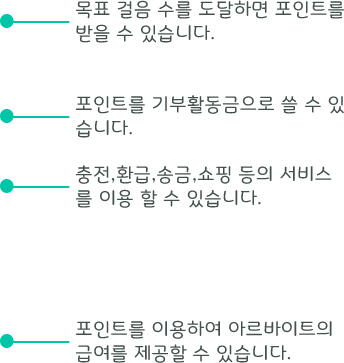 목표 걸음 수를 도달하면 포인트를
받을 수 있습니다.
포인트를 기부활동금으로 쓸 수 있
습니다.
충전,환급,송금,쇼핑 등의 서비스
를 이용 할 수 있습니다.
포인트를 이용하여 아르바이트의
급여를 제공할 수 있습니다.